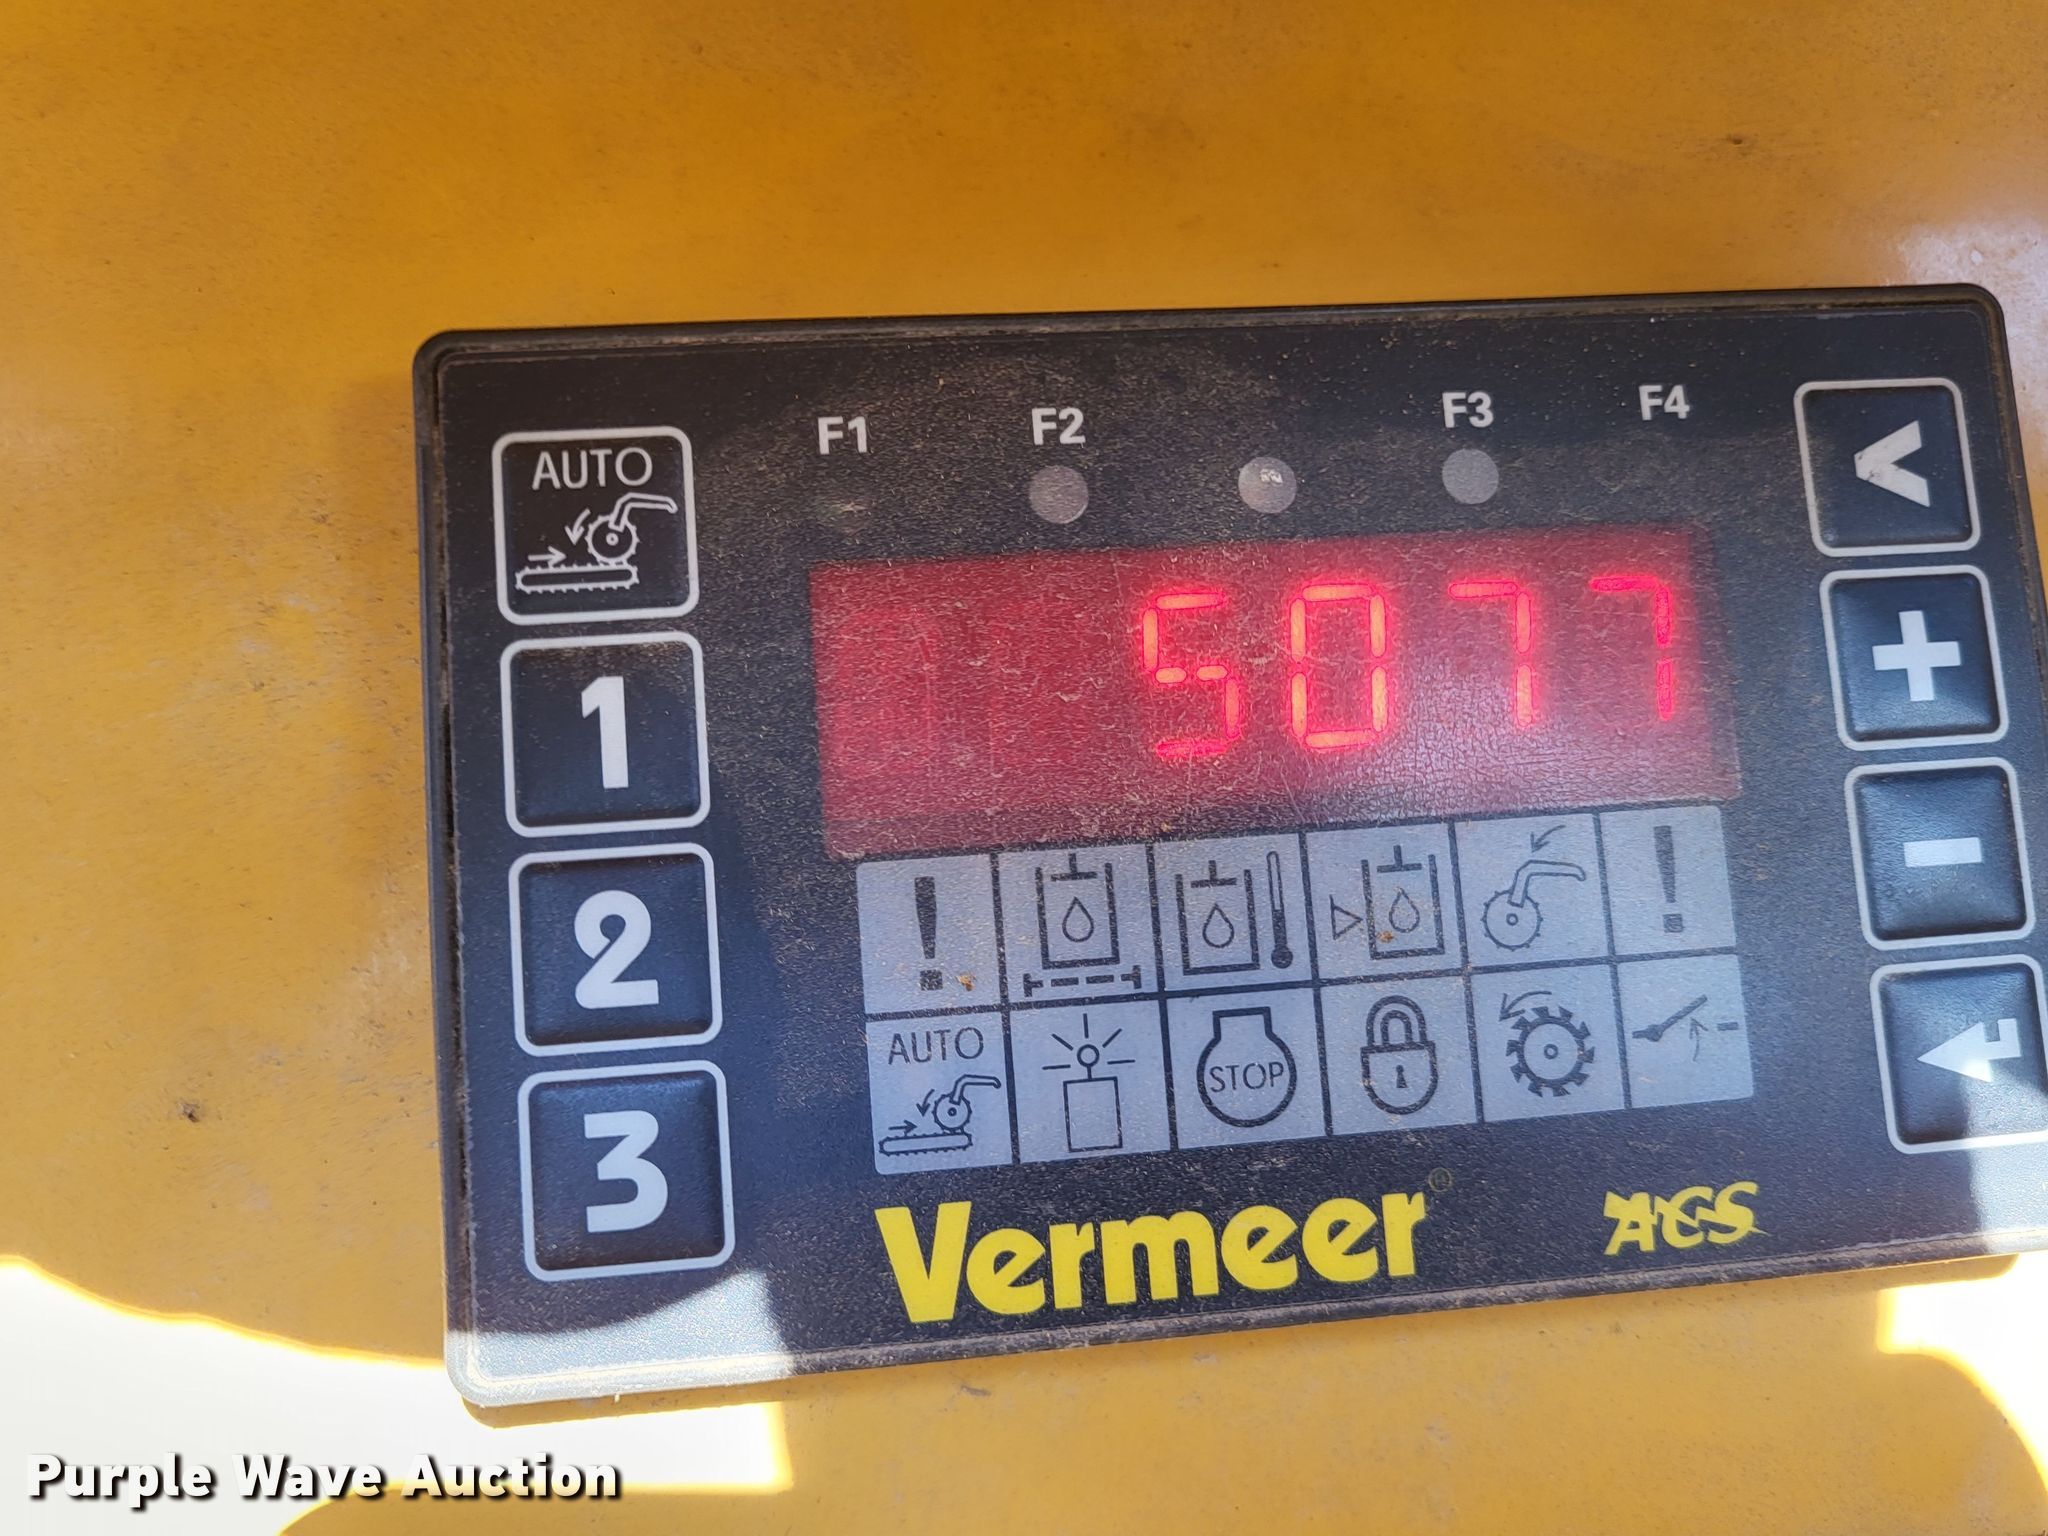 F1 F2 F3 F4
AUTO
5077
1
+
2
-
3
AUTO
STOP
Vermeer®
ACS
Purple Wave Auction